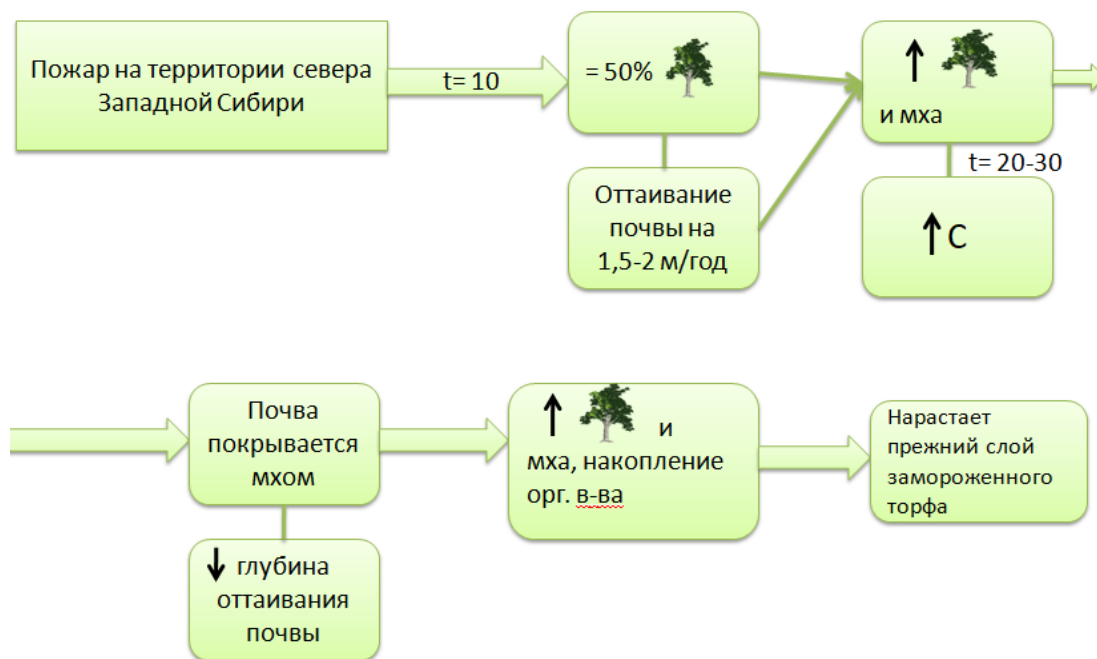 Пожар на территории севера
Западной Сибири
t= 10
= 50%
Оттаивание
почвы на
1,5-2 м/год
и мха
t= 20-30
С
Почва
покрывается
мхом
глубина
оттаивания
почвы
и
мха, накопление
орг. в-ва
Нарастает
прежний слой
замороженного
торфа